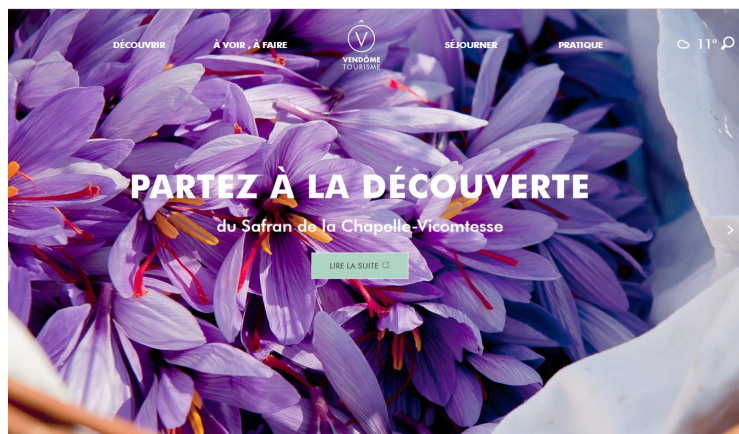 DÉCOUVRIR
À VOIR , À FAIRE
Ô
VENDÔME
TOURISME
SÉJOURNER
PRATIQUE
11°
PARTEZ À LA DÉCOUVERTE
du Safran de la Chapelle-Vicomtesse
LIRE LA SUITE